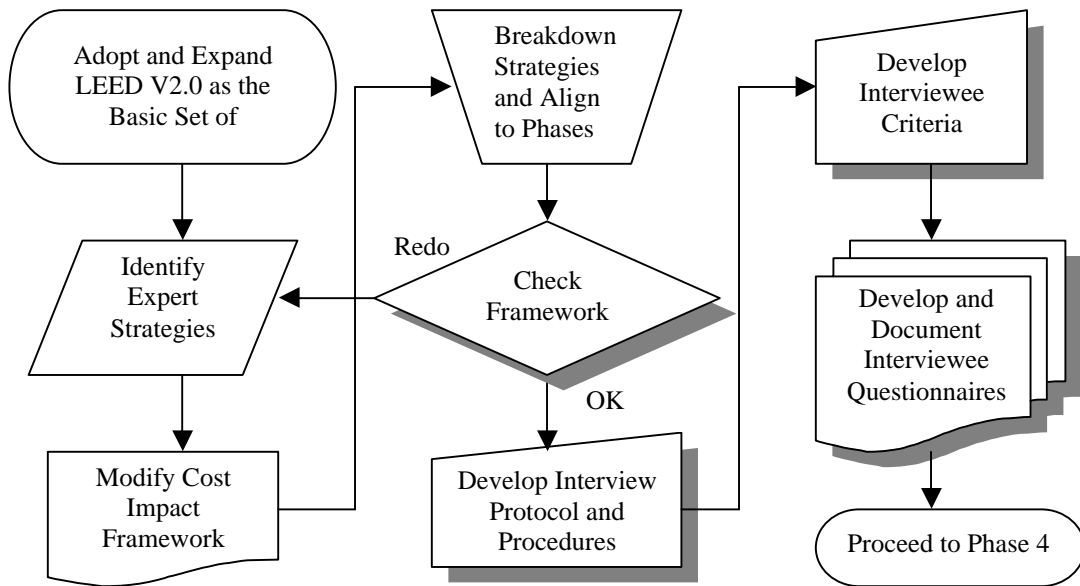 Adopt and Expand
LEED V2.0 as the
Basic Set of
Identify
Expert
Strategies
Modify Cost
Impact
Framework
Breakdown
Strategies
and Align
to Phases
Redo
Check
Framework
OK
Develop Interview
Protocol and
Procedures
Develop
Interviewee
Criteria
Develop and
Document
Interviewee
Questionnaires
Proceed to Phase 4